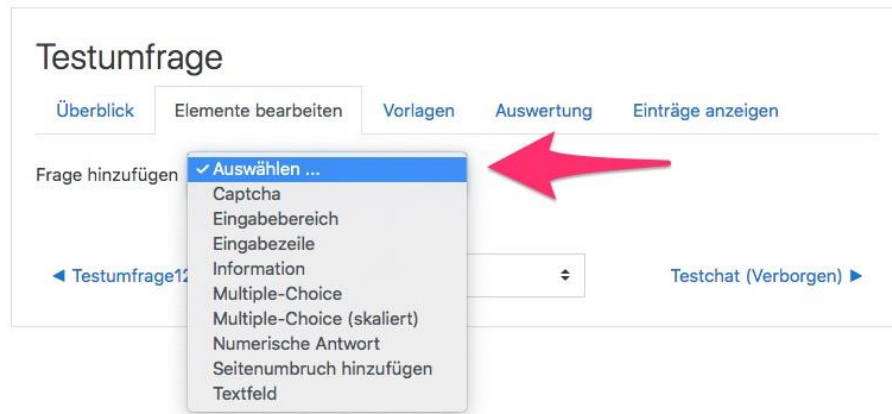 Testumfrage
Überblick Elemente bearbeiten Vorlagen Auswertung Einträge anzeigen
Frage hinzufügen
✓ Auswählen ...
Captcha
Eingabebereich
Eingabezeile
Information
Multiple-Choice
Multiple-Choice (skaliert)
Numerische Antwort
Seitenumbruch hinzufügen
Textfeld
◀ Testumfrage12
Testchat (Verborgen) ▶